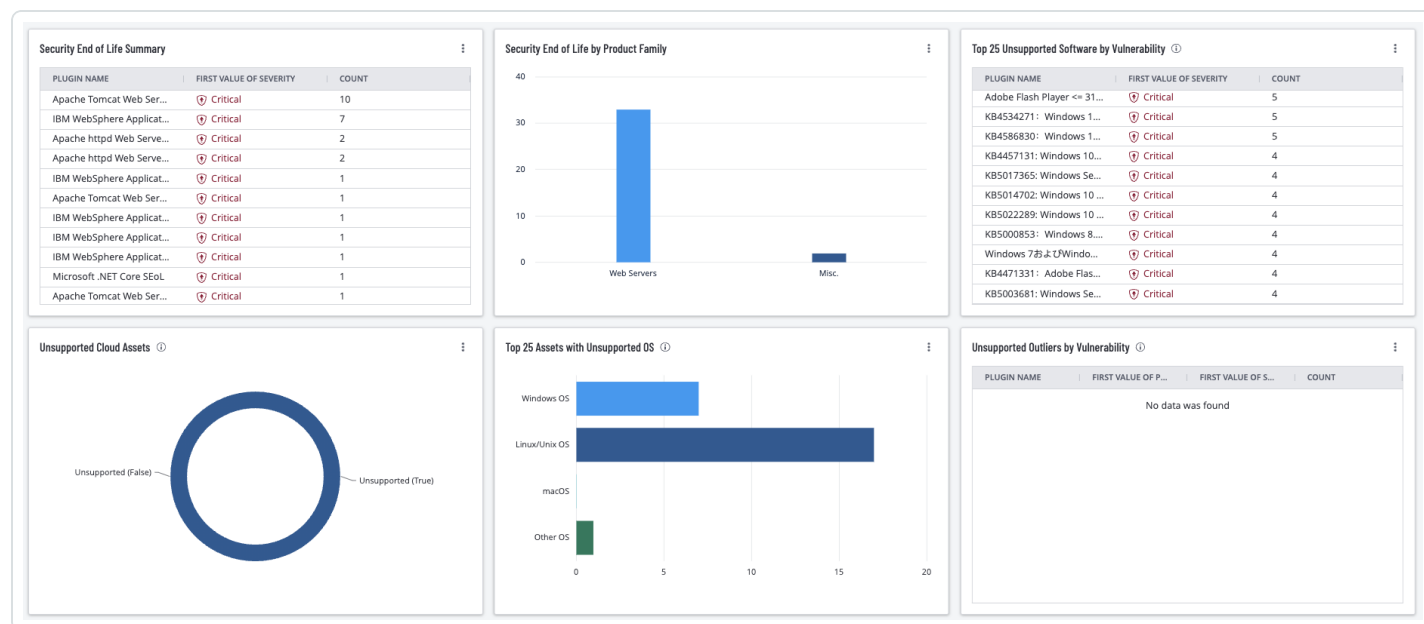 Security End of Life Summary
PLUGIN NAME FIRST VALUE OF SEVERITY COUNT
Apache Tomcat Web Ser... Critical 10
IBM WebSphere Applicat... Critical 7
Apache httpd Web Serve... Critical 2
Apache httpd Web Serve... Critical 2
IBM WebSphere Applicat... Critical 1
Apache Tomcat Web Ser... Critical 1
IBM WebSphere Applicat... Critical 1
IBM WebSphere Applicat... Critical 1
IBM WebSphere Applicat... Critical 1
Microsoft .NET Core SEoL Critical 1
Apache Tomcat Web Ser... Critical 1
Security End of Life by Product Family
40
30
20
10
0
Web Servers Misc.
Top 25 Unsupported Software by Vulnerability
PLUGIN NAME FIRST VALUE OF SEVERITY COUNT
Adobe Flash Player <= 31... Critical 5
KB4534271: Windows 1... Critical 5
KB4586830: Windows 1... Critical 5
KB4457131: Windows 10... Critical 4
KB5017365: Windows Se... Critical 4
KB5014702: Windows 10 ... Critical 4
KB5022289: Windows 10 ... Critical 4
KB5000853: Windows 8.... Critical 4
Windows 7およびWindo... Critical 4
KB4471331: Adobe Flas... Critical 4
KB5003681: Windows Se... Critical 4
Unsupported Cloud Assets
Unsupported (False)
Unsupported (True)
Top 25 Assets with Unsupported OS
Windows OS
Linux/Unix OS
macOS
Other OS
0 5 10 15 20
Unsupported Outliers by Vulnerability
PLUGIN NAME FIRST VALUE OF P... FIRST VALUE OF S... COUNT
No data was found